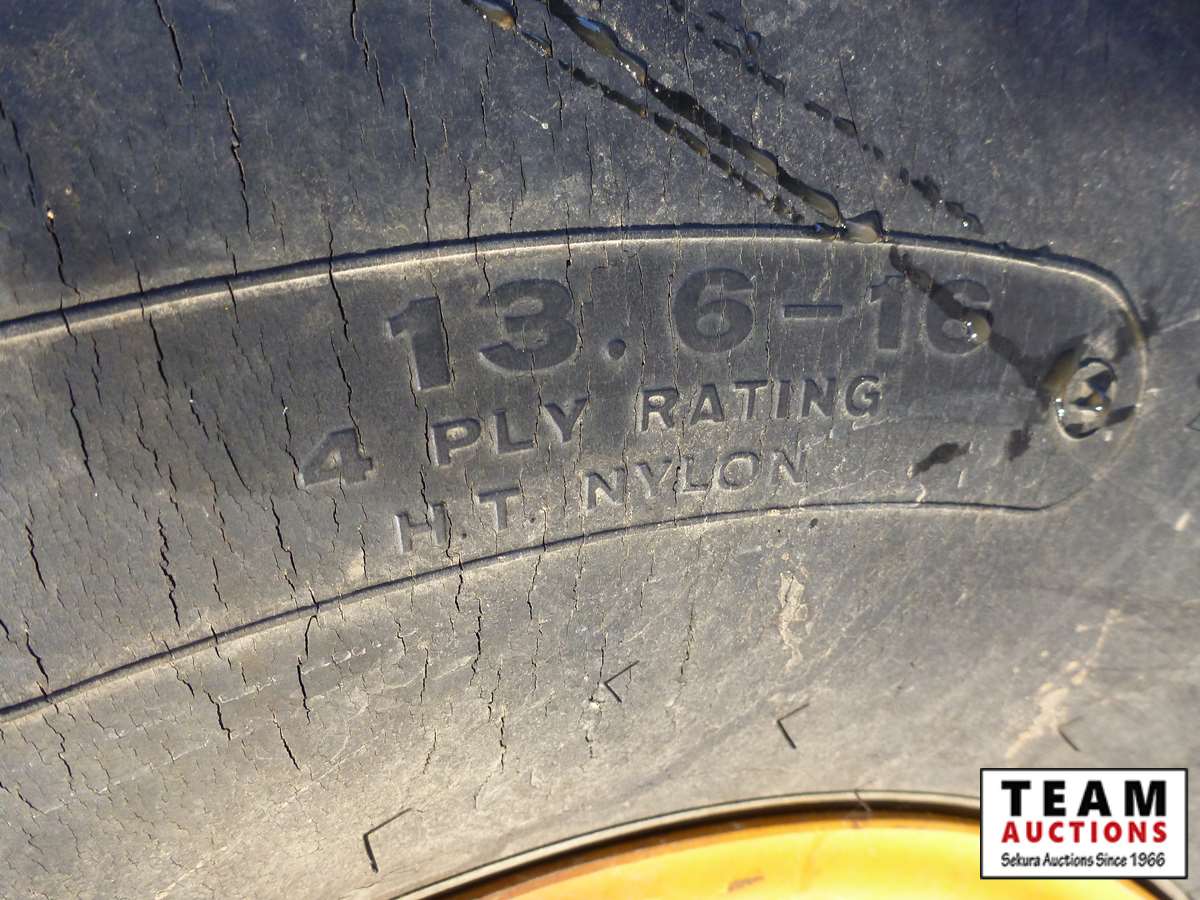 13.6-16
4 PLY RATING
H.T. NYLON
TEAM
AUCTIONS
Sekura Auctions Since 1966